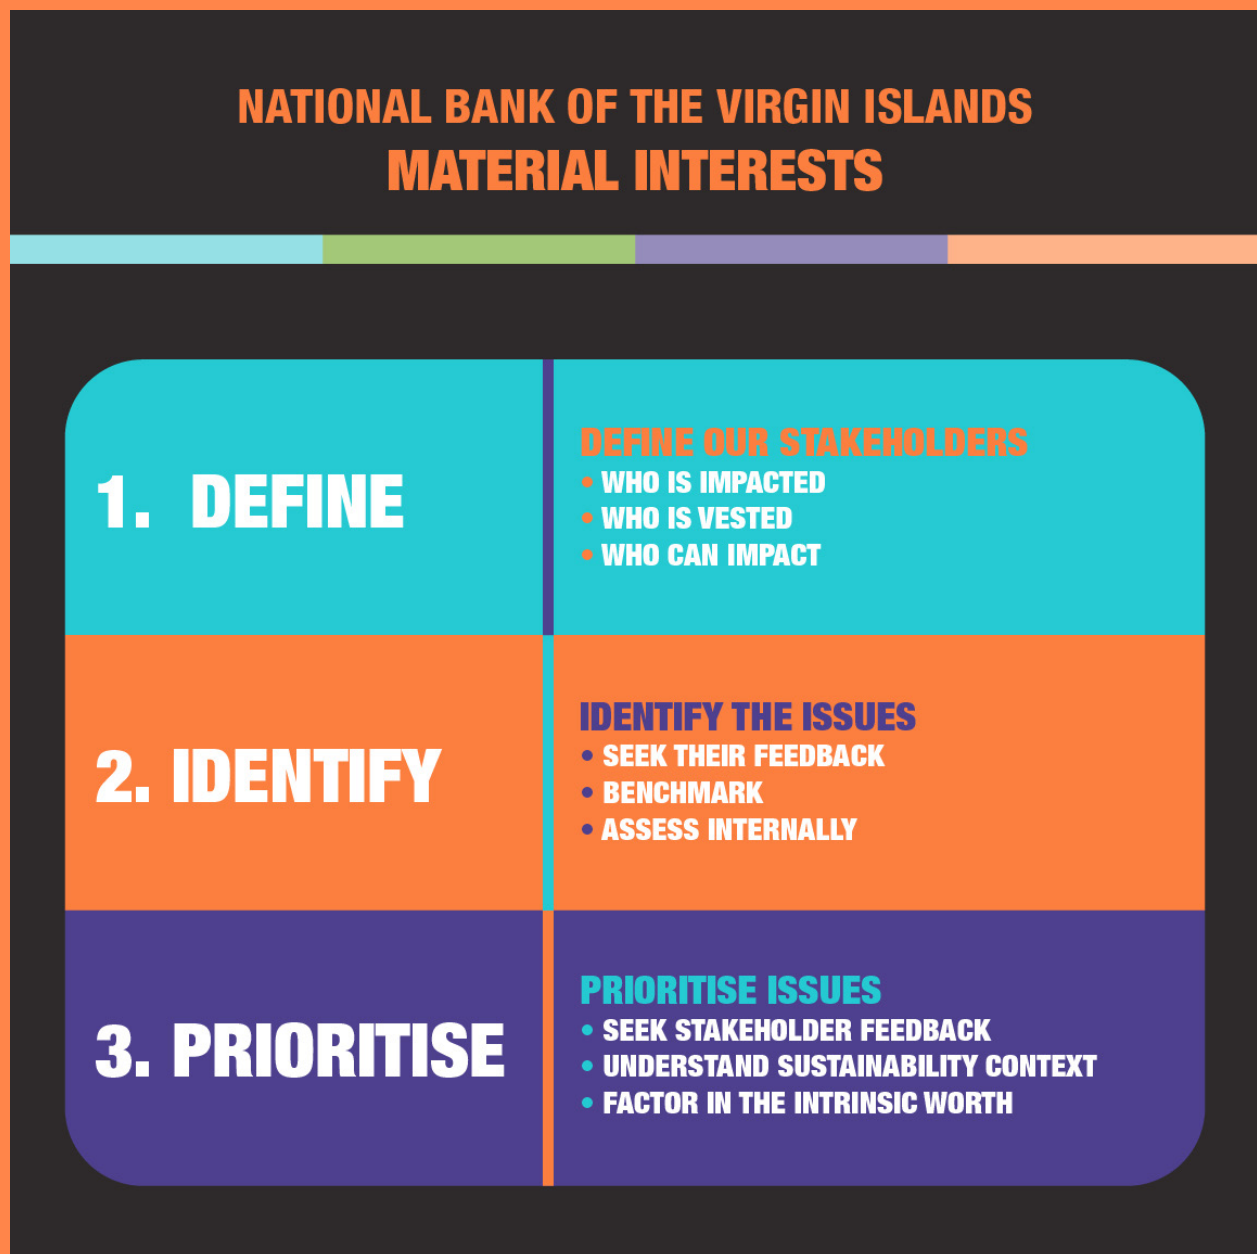 NATIONAL BANK OF THE VIRGIN ISLANDS
MATERIAL INTERESTS
1. DEFINE
DEFINE OUR STAKEHOLDERS
• WHO IS IMPACTED
• WHO IS VESTED
• WHO CAN IMPACT
2. IDENTIFY
IDENTIFY THE ISSUES
• SEEK THEIR FEEDBACK
• BENCHMARK
• ASSESS INTERNALLY
3. PRIORITISE
PRIORITISE ISSUES
• SEEK STAKEHOLDER FEEDBACK
• UNDERSTAND SUSTAINABILITY CONTEXT
• FACTOR IN THE INTRINSIC WORTH